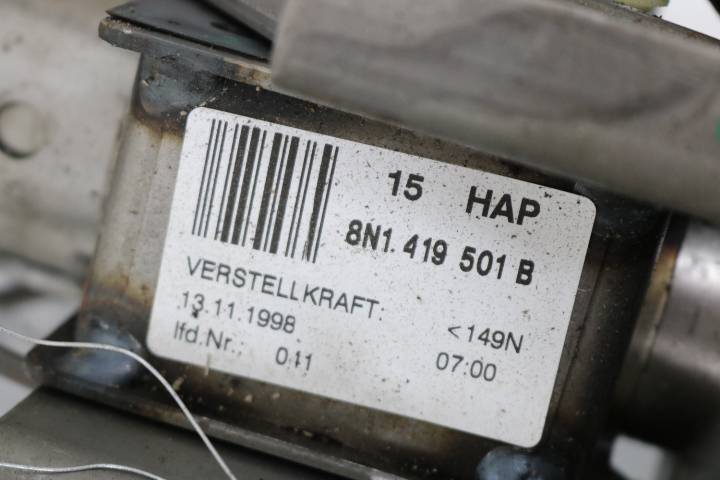 15 HAP
8N1. 419 501 B
VERSTELLKRAFT: <149N
13.11.1998 07:00
lfd.Nr.: 011